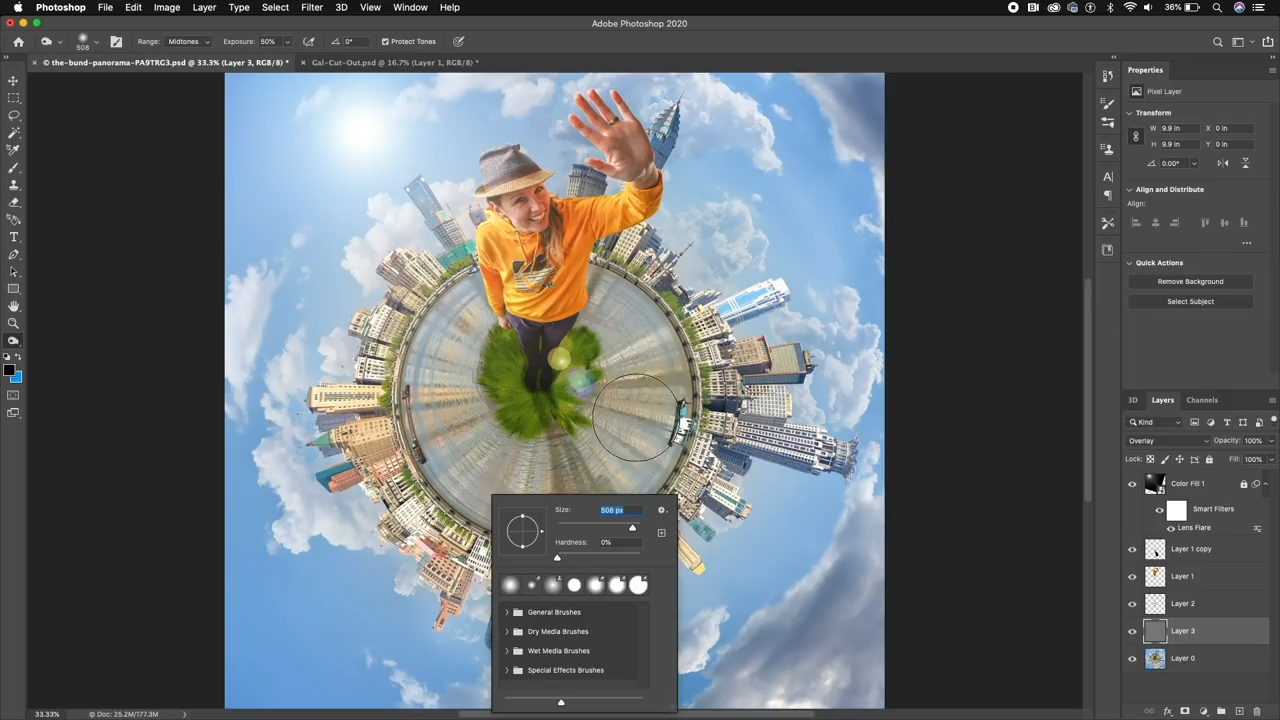 Photoshop File Edit Image Layer Type Select Filter 3D View Window Help 36%
Adobe Photoshop 2020
508 Range: Midtones Exposure: 50% 0° Protect Tones
× © the-bund-panorama-PA9TRG3.psd @ 33.3% (Layer 3, RGB/8) * × Gal-Cut-Out.psd @ 16.7% (Layer 1, RGB/8) *
Properties
Pixel Layer
Transform
W 9.9 in X 0 in
H 9.9 in Y 0 in
0.00°
Align and Distribute
Align:
Quick Actions
Remove Background
Select Subject
3D Layers Channels
Kind
Overlay Opacity: 100%
Lock: Fill: 100%
Color Fill 1
Smart Filters
Lens Flare
Layer 1 copy
Layer 1
Layer 2
Layer 3
Layer 0
Size: 508 px
Hardness: 0%
General Brushes
Dry Media Brushes
Wet Media Brushes
Special Effects Brushes
33.33% © Doc: 25.2M/177.3M